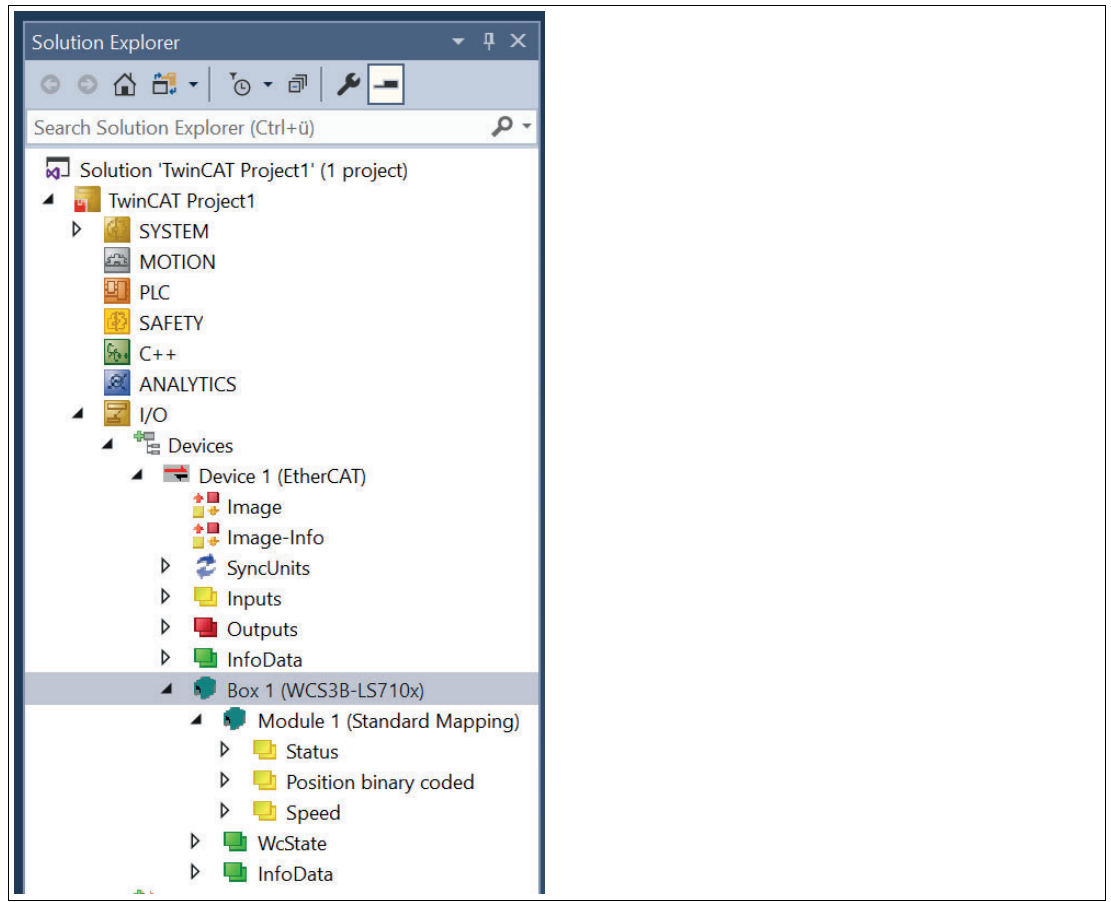 Solution Explorer
Search Solution Explorer (Ctrl+ü)
Solution 'TwinCAT Project1' (1 project)
TwinCAT Project1
SYSTEM
MOTION
PLC
SAFETY
C++
ANALYTICS
I/O
Devices
Device 1 (EtherCAT)
Image
Image-Info
SyncUnits
Inputs
Outputs
InfoData
Box 1 (WCS3B-LS710x)
Module 1 (Standard Mapping)
Status
Position binary coded
Speed
WcState
InfoData